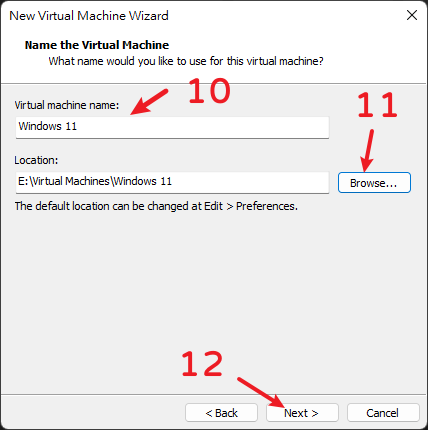 New Virtual Machine Wizard
Name the Virtual Machine
What name would you like to use for this virtual machine?
10
11
Virtual machine name:
Windows 11
Location:
E:\Virtual Machines\Windows 11
Browse...
The default location can be changed at Edit > Preferences.
12
< Back
Next >
Cancel